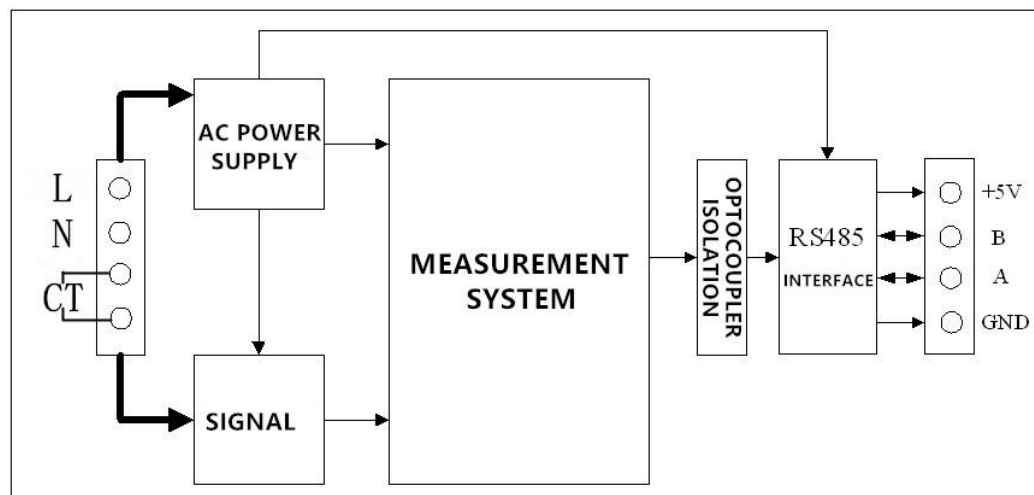 AC POWER
SUPPLY
L
N
CT
MEASUREMENT
SYSTEM
SIGNAL
OPTOCOUPLER
ISOLATION
RS485
INTERFACE
+5V
B
A
GND